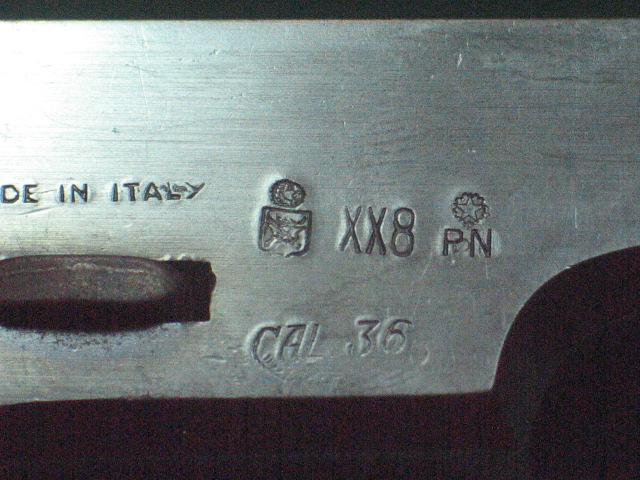 DE IN ITALY
XX8
PN
CAL 36